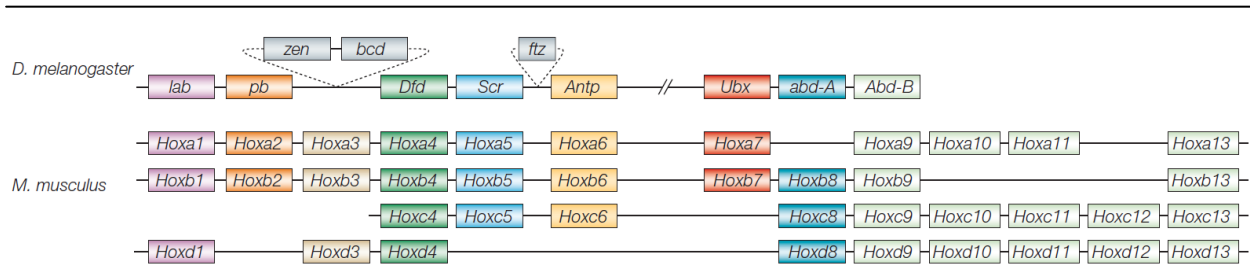 zen bcd ftz
D. melanogaster
lab pb Dfd Scr Antp Ubx abd-A Abd-B
Hoxa1 Hoxa2 Hoxa3 Hoxa4 Hoxa5 Hoxa6 Hoxa7 Hoxa9 Hoxa10 Hoxa11 Hoxa13
M. musculus
Hoxb1 Hoxb2 Hoxb3 Hoxb4 Hoxb5 Hoxb6 Hoxb7 Hoxb8 Hoxb9 Hoxb13
Hoxc4 Hoxc5 Hoxc6 Hoxc8 Hoxc9 Hoxc10 Hoxc11 Hoxc12 Hoxc13
Hoxd1 Hoxd3 Hoxd4 Hoxd8 Hoxd9 Hoxd10 Hoxd11 Hoxd12 Hoxd13